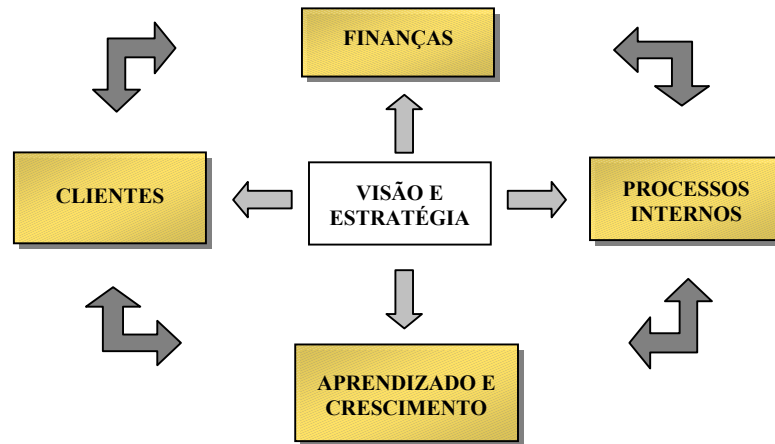 FINANÇAS
CLIENTES
VISÃO E
ESTRATÉGIA
PROCESSOS
INTERNOS
APRENDIZADO E
CRESCIMENTO